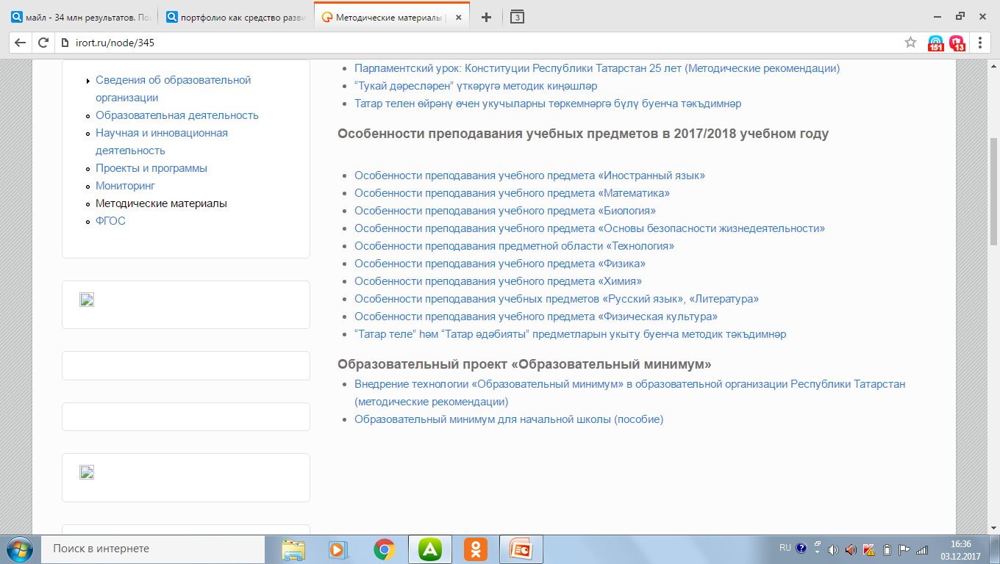 майл - 34 млн результатов. По
портфолио как средство разви
Методические материалы |
3
irort.ru/node/345
151
13
Сведения об образовательной
организации
Образовательная деятельность
Научная и инновационная
деятельность
Проекты и программы
Мониторинг
Методические материалы
ФГОС
Парламентский урок: Конституции Республики Татарстан 25 лет (Методические рекомендации)
“Тукай дәресләрен” үткәрүгә методик киңәшләр
Татар телен өйрәнү өчен укучыларны төркемнәргә бүлү буенча тәкъдимнәр
Особенности преподавания учебных предметов в 2017/2018 учебном году
Особенности преподавания учебного предмета «Иностранный язык»
Особенности преподавания учебного предмета «Математика»
Особенности преподавания учебного предмета «Биология»
Особенности преподавания учебного предмета «Основы безопасности жизнедеятельности»
Особенности преподавания предметной области «Технология»
Особенности преподавания учебного предмета «Физика»
Особенности преподавания учебного предмета «Химия»
Особенности преподавания учебных предметов «Русский язык», «Литература»
Особенности преподавания учебного предмета «Физическая культура»
“Татар теле” һәм “Татар әдәбияты” предметларын укыту буенча методик тәкъдимнәр
Образовательный проект «Образовательный минимум»
Внедрение технологии «Образовательный минимум» в образовательной организации Республики Татарстан
(методические рекомендации)
Образовательный минимум для начальной школы (пособие)
Поиск в интернете
RU
16:36
03.12.2017